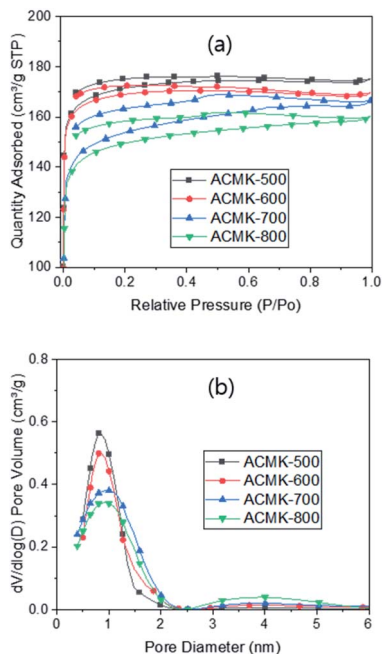 (a)
Quantity Adsorbed (cm³/g STP)
200
180
160
140
120
100
ACMK-500
ACMK-600
ACMK-700
ACMK-800
0.0 0.2 0.4 0.6 0.8 1.0
Relative Pressure (P/Po)
(b)
dV/dlog(D) Pore Volume (cm³/g)
0.8
0.6
0.4
0.2
0.0
ACMK-500
ACMK-600
ACMK-700
ACMK-800
0 1 2 3 4 5 6
Pore Diameter (nm)